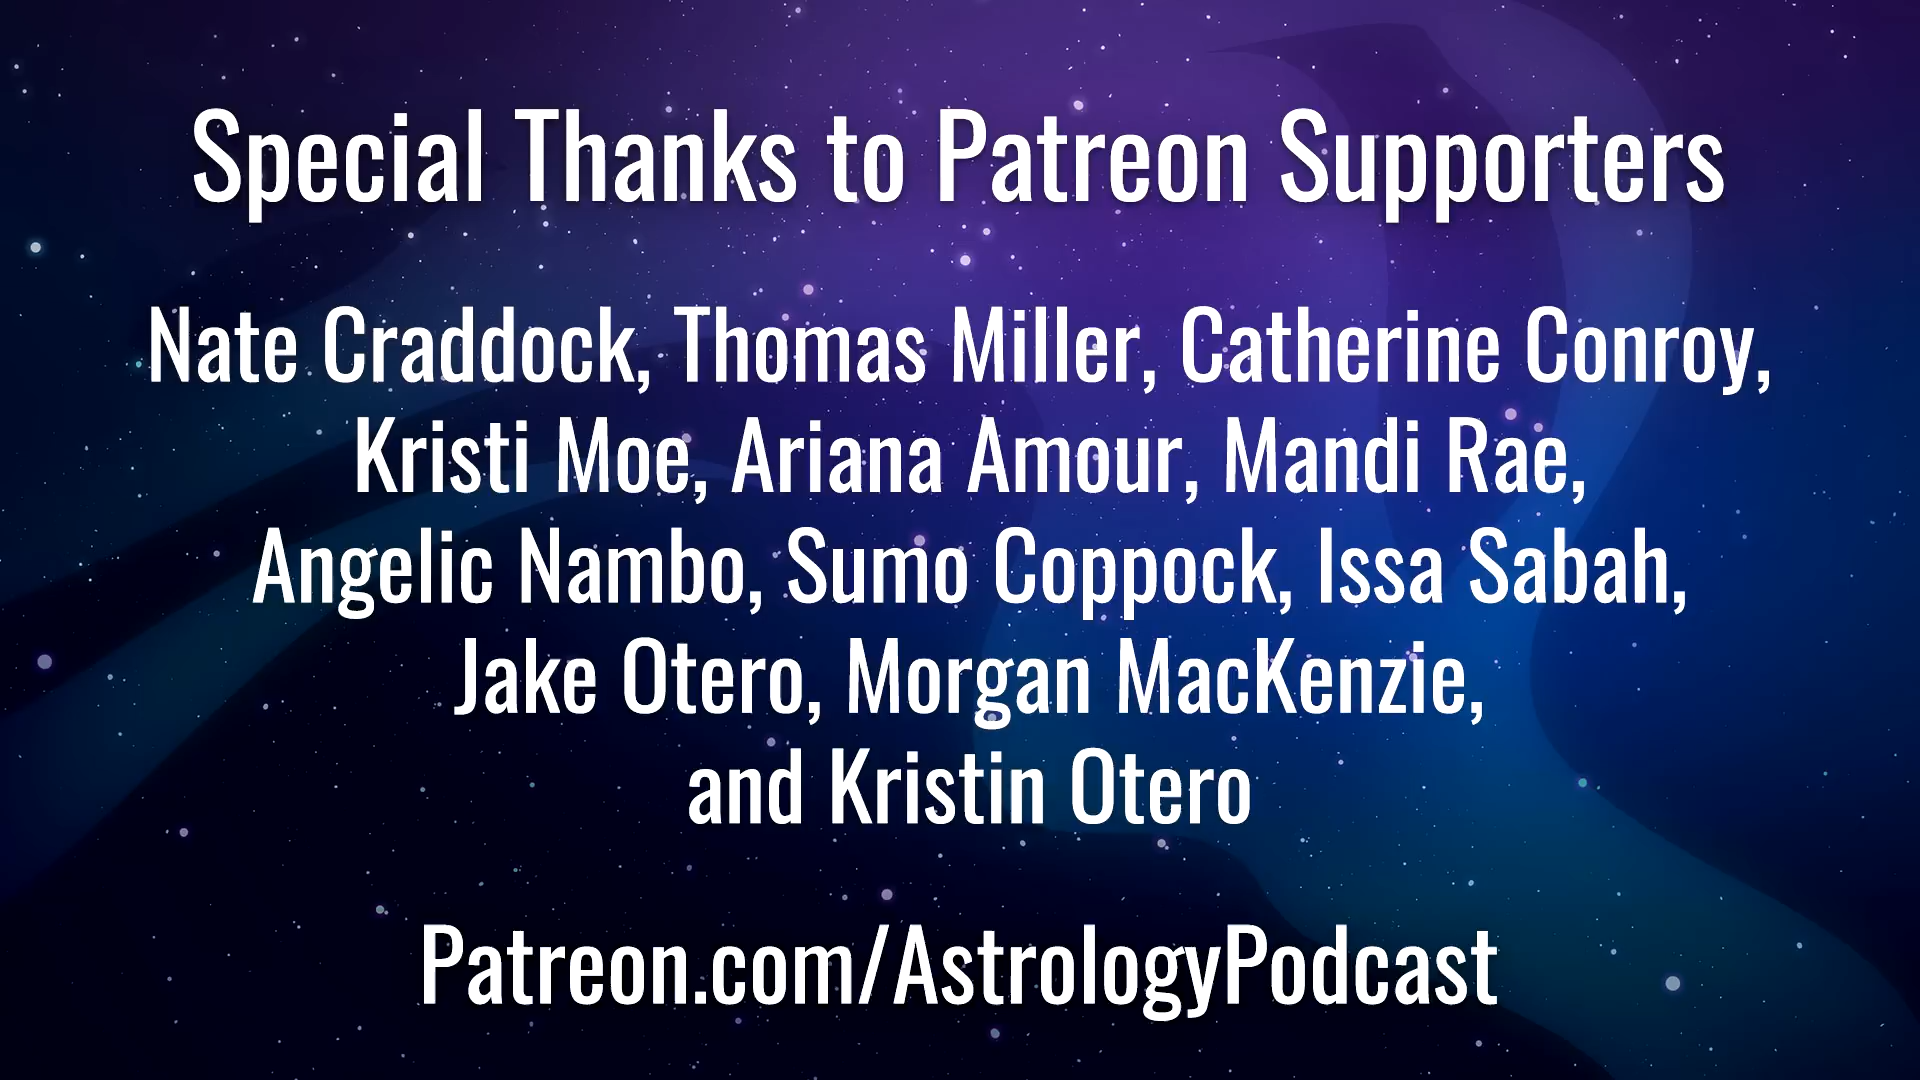 Special Thanks to Patreon Supporters
Nate Craddock, Thomas Miller, Catherine Conroy,
Kristi Moe, Ariana Amour, Mandi Rae,
Angelic Nambo, Sumo Coppock, Issa Sabah,
Jake Otero, Morgan MacKenzie,
and Kristin Otero
Patreon.com/AstrologyPodcast